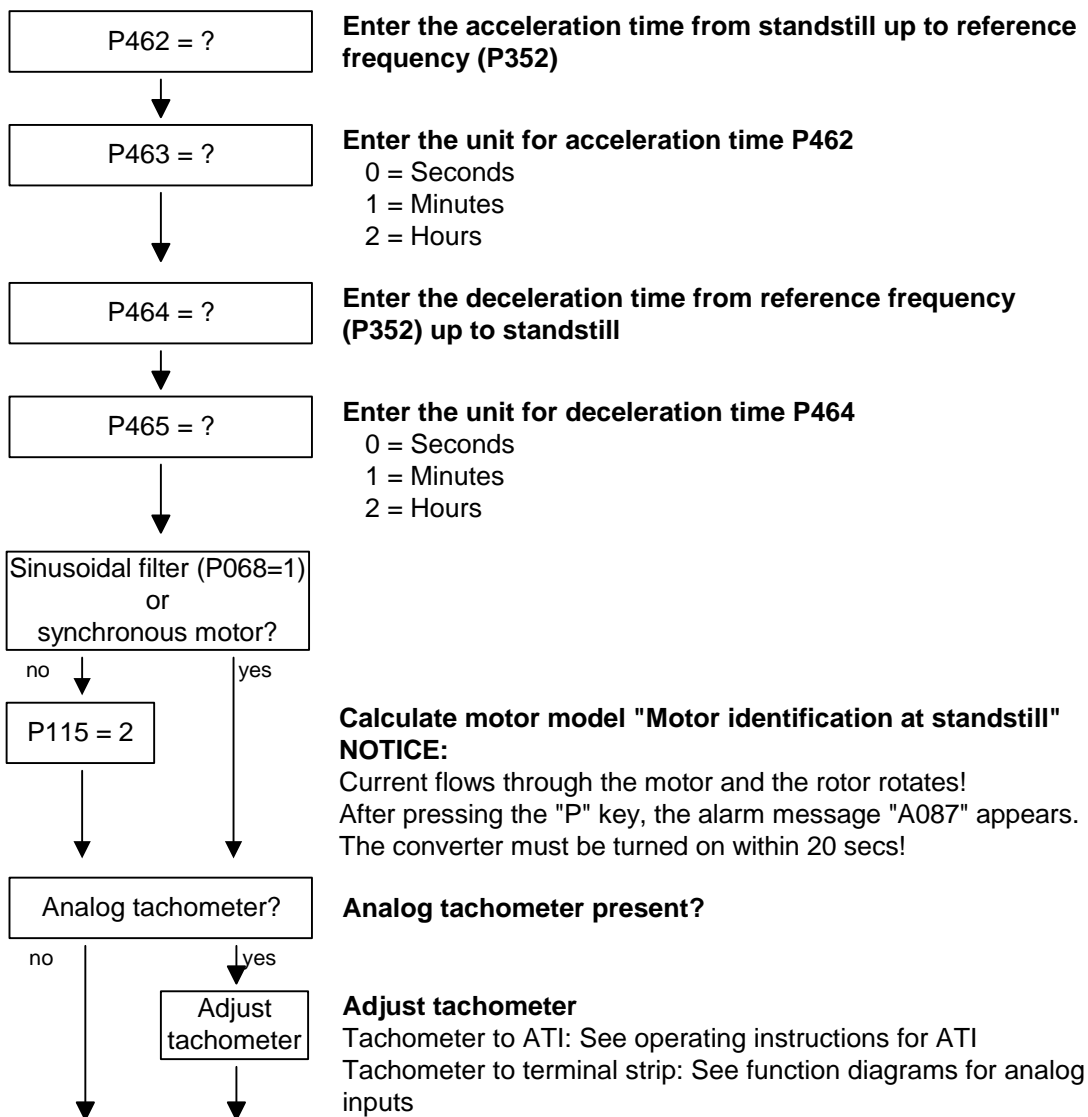 P462 = ?
Enter the acceleration time from standstill up to reference
frequency (P352)
P463 = ?
Enter the unit for acceleration time P462
0 = Seconds
1 = Minutes
2 = Hours
P464 = ?
Enter the deceleration time from reference frequency
(P352) up to standstill
P465 = ?
Enter the unit for deceleration time P464
0 = Seconds
1 = Minutes
2 = Hours
Sinusoidal filter (P068=1)
or
synchronous motor?
no
yes
P115 = 2
Calculate motor model "Motor identification at standstill"
NOTICE:
Current flows through the motor and the rotor rotates!
After pressing the "P" key, the alarm message "A087" appears.
The converter must be turned on within 20 secs!
Analog tachometer?
Analog tachometer present?
no
yes
Adjust
tachometer
Adjust tachometer
Tachometer to ATI: See operating instructions for ATI
Tachometer to terminal strip: See function diagrams for analog
inputs